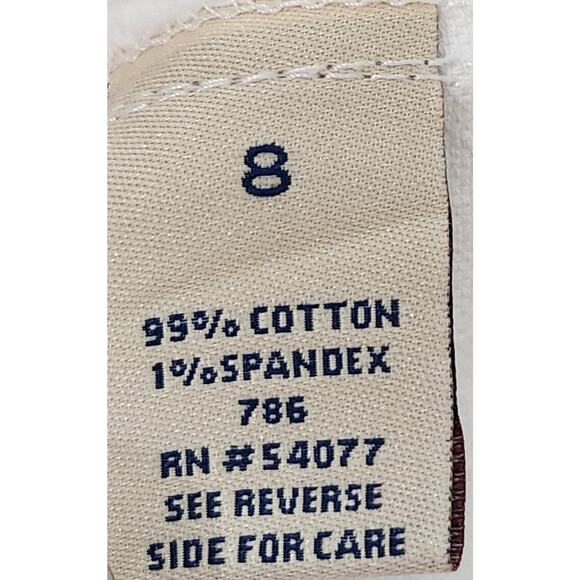 8
99% COTTON
1% SPANDEX
786
RN #54077
SEE REVERSE
SIDE FOR CARE